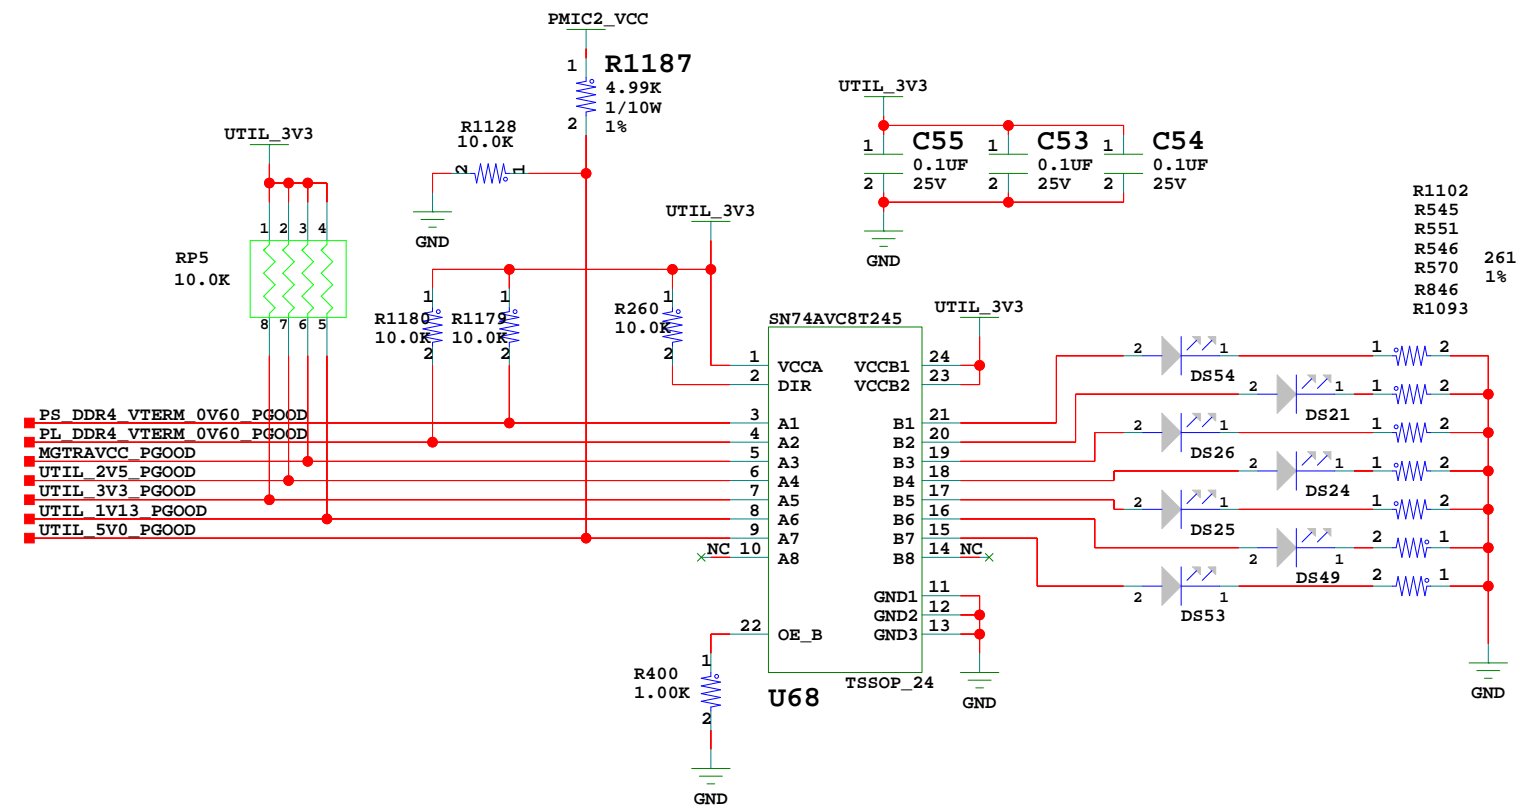 PMIC2_VCC
1
R1187
4.99K
1/10W
2
1%
UTIL_3V3
1
C55
0.1UF
2
25V
1
C53
0.1UF
2
25V
1
C54
0.1UF
2
25V
GND
R1128
10.0K
2
1
GND
UTIL_3V3
1
2
3
4
RP5
10.0K
8
7
6
5
UTIL_3V3
1
R1180
10.0K
2
1
R1179
10.0K
2
1
R260
10.0K
2
R1102
R545
R551
R546
R570
R846
R1093
261
1%
UTIL_3V3
SN74AVC8T245
1
VCCA
2
DIR
3
A1
4
A2
5
A3
6
A4
7
A5
8
A6
9
A7
NC
10
A8
22
OE_B
VCCB1
24
VCCB2
23
B1
21
B2
20
B3
19
B4
18
B5
17
B6
16
B7
15
B8
14
NC
GND1
11
GND2
12
GND3
13
TSSOP_24
U68
GND
PS_DDR4_VTERM_0V60_PGOOD
PL_DDR4_VTERM_0V60_PGOOD
MGTRAVCC_PGOOD
UTIL_2V5_PGOOD
UTIL_3V3_PGOOD
UTIL_1V13_PGOOD
UTIL_5V0_PGOOD
1
R400
1.00K
2
GND
2
1
DS54
1
2
2
1
DS21
1
2
2
1
DS26
1
2
2
1
DS24
1
2
2
1
DS25
1
2
2
1
DS49
2
1
2
1
DS53
2
1
GND